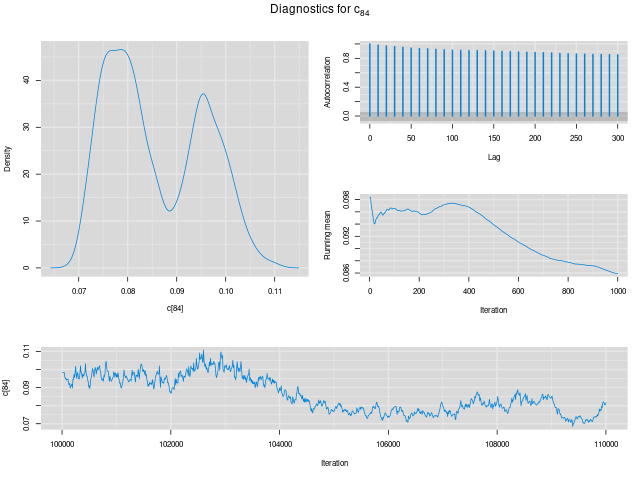 Diagnostics for c84
Density
0 10 20 30 40
0.07 0.08 0.09 0.10 0.11
c[84]
Autocorrelation
0.0 0.4 0.8
0 50 100 150 200 250 300
Lag
Running mean
0.086 0.092 0.098
0 200 400 600 800 1000
Iteration
c[84]
0.07 0.09 0.11
100000 102000 104000 106000 108000 110000
Iteration